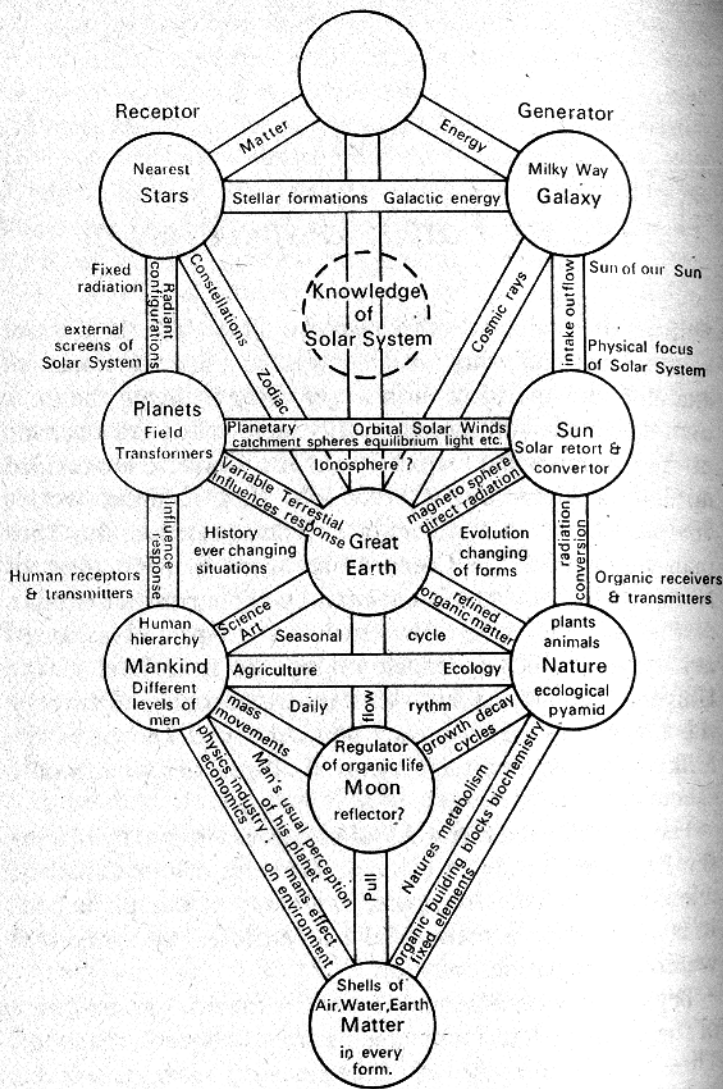 Receptor
Generator
Matter
Energy
Nearest
Stars
Stellar formations Galactic energy
Milky Way
Galaxy
Fixed
radiation
Radiant
configurations
Constellations
Zodiac
Knowledge
of
Solar System
Cosmic rays
intake outflow
Sun of our Sun
external
screens of
Solar System
Physical focus
of Solar System
Planets
Field
Transformers
Planetary Orbital Solar Winds
catchment spheres equilibrium light etc.
Ionosphere ?
Sun
Solar retort &
convertor
Variable Terrestial
influences response
magneto sphere
direct radiation
Great
Earth
influence
response
History
ever changing
situations
Evolution
changing
of forms
radiation
conversion
Human receptors
& transmitters
Organic receivers
& transmitters
Science
Art
refined
organic matter
Seasonal cycle
Human
hierarchy
Mankind
Different
levels of
men
Agriculture Ecology
plants
animals
Nature
ecological
pyamid
Daily rythm
flow
mass
movements
growth decay
cycles
Regulator
of organic life
Moon
reflector?
physics industry
economics
Man's usual perception
of his planet
mans effect
on environment
Pull
Natures metabolism
organic building blocks biochemistry
fixed elements
Shells of
Air,Water,Earth
Matter
in every
form.